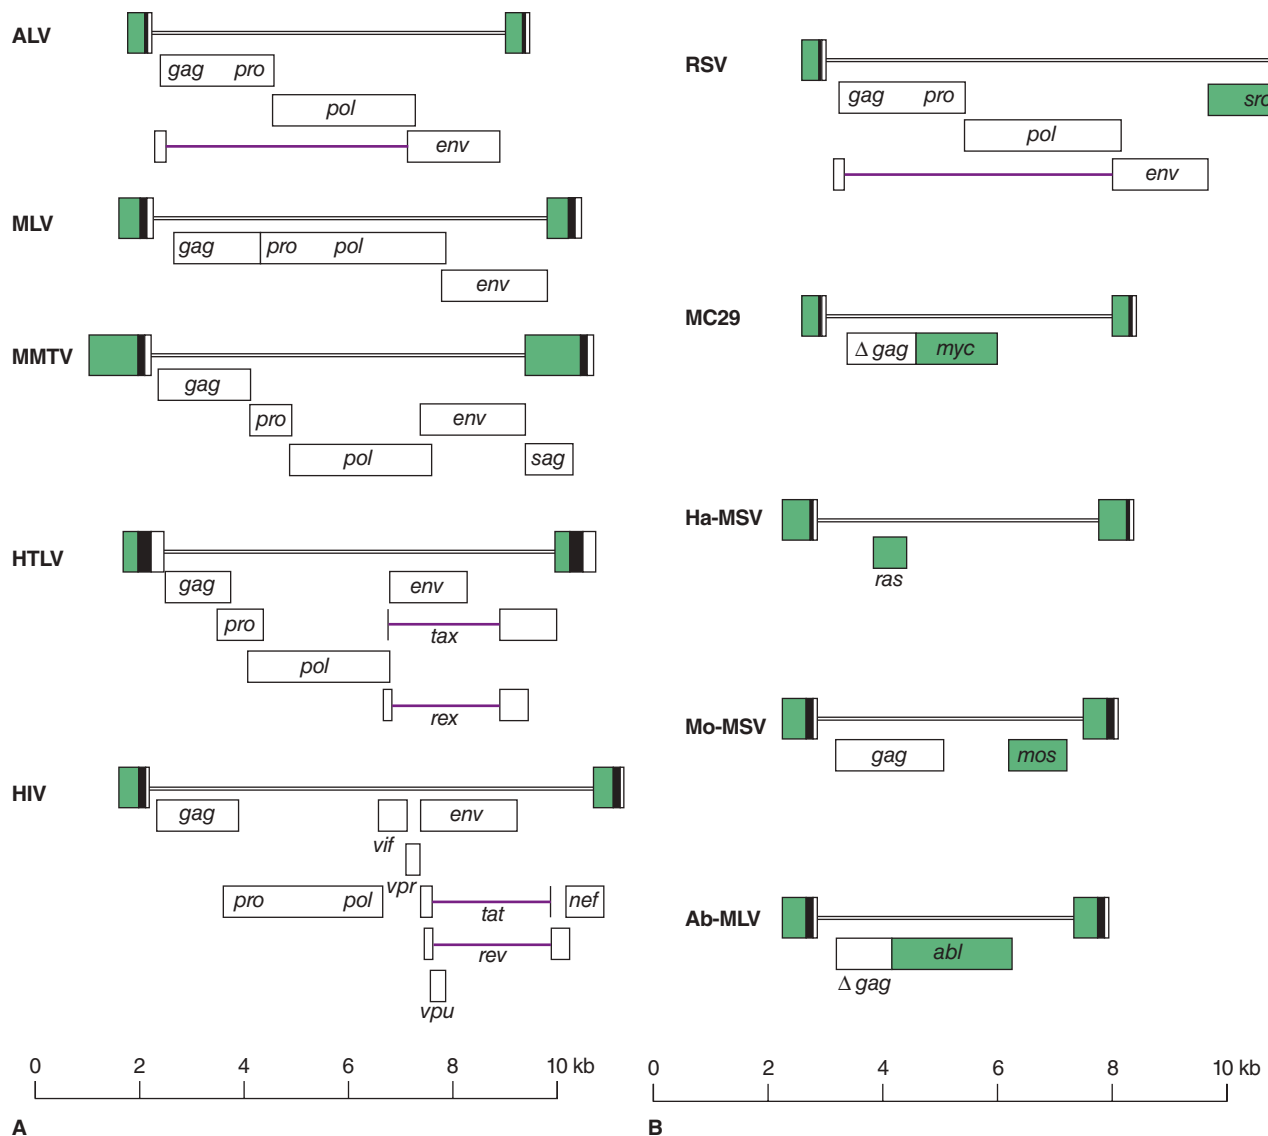 ALV
gag pro
pol
env
MLV
gag pro pol
env
MMTV
gag
pro
env
pol
sag
HTLV
gag
env
pro
tax
pol
rex
HIV
gag
env
vif
vpr
pro pol
tat
nef
rev
vpu
0 2 4 6 8 10 kb
A
RSV
gag pro
pol
env
MC29
Δ gag myc
Ha-MSV
ras
Mo-MSV
gag
mos
Ab-MLV
abl
Δ gag
0 2 4 6 8 10 kb
B